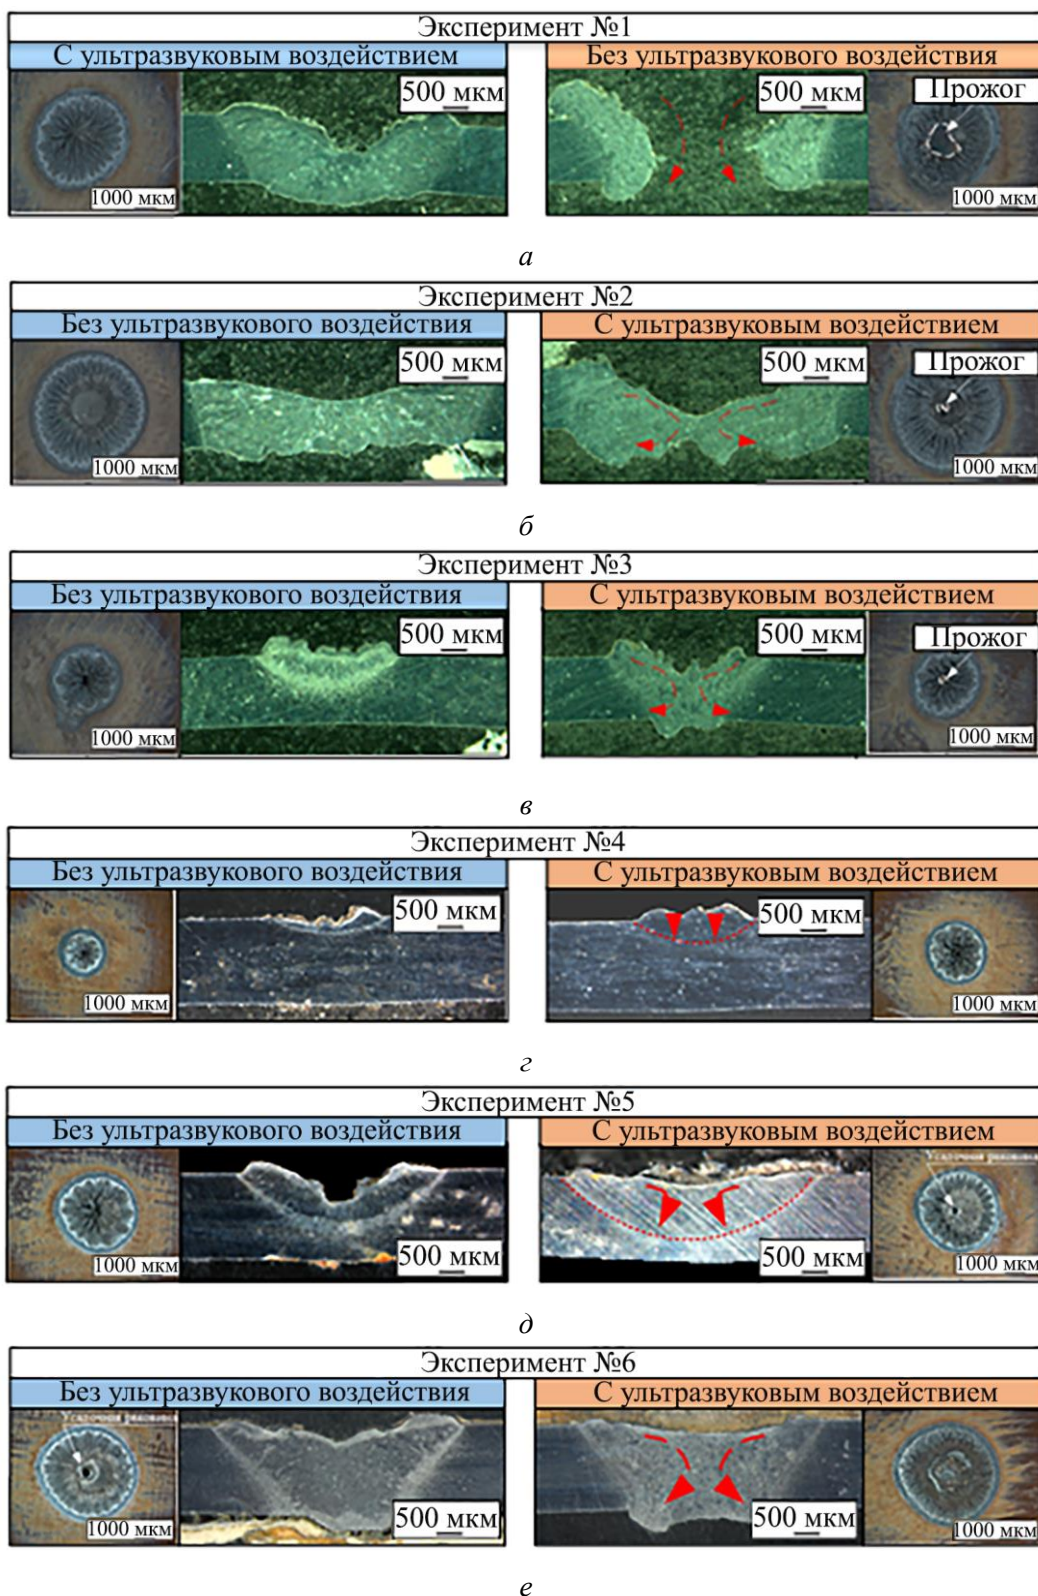 Эксперимент №1
С ультразвуковым воздействием
Без ультразвукового воздействия
1000 мкм
500 мкм
500 мкм
Прожог
1000 мкм
а
Эксперимент №2
Без ультразвукового воздействия
С ультразвуковым воздействием
1000 мкм
500 мкм
500 мкм
Прожог
1000 мкм
б
Эксперимент №3
Без ультразвукового воздействия
С ультразвуковым воздействием
1000 мкм
500 мкм
500 мкм
Прожог
1000 мкм
в
Эксперимент №4
Без ультразвукового воздействия
С ультразвуковым воздействием
1000 мкм
500 мкм
500 мкм
1000 мкм
г
Эксперимент №5
Без ультразвукового воздействия
С ультразвуковым воздействием
1000 мкм
500 мкм
500 мкм
Усадочная раковина
1000 мкм
д
Эксперимент №6
Без ультразвукового воздействия
С ультразвуковым воздействием
Усадочная раковина
1000 мкм
500 мкм
500 мкм
1000 мкм
е